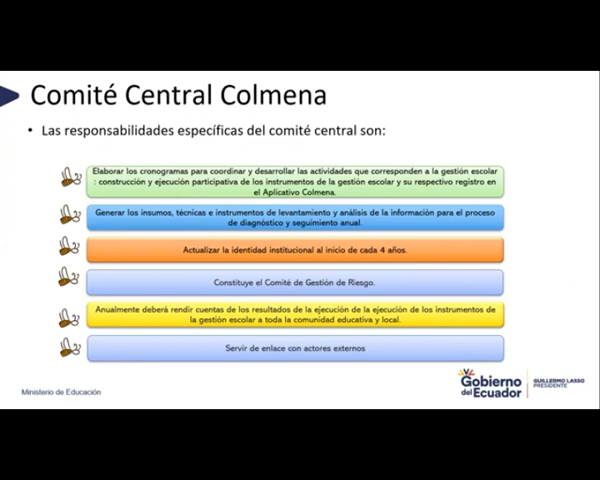 Comité Central Colmena
• Las responsabilidades específicas del comité central son:
Elaborar los cronogramas para coordinar y desarrollar las actividades que corresponden a la gestión escolar
: construcción y ejecución participativa de los instrumentos de la gestión escolar y su respectivo registro en
el Aplicativo Colmena.
Generar los insumos, técnicas e instrumentos de levantamiento y análisis de la información para el proceso
de diagnóstico y seguimiento anual.
Actualizar la identidad institucional al inicio de cada 4 años.
Constituye el Comité de Gestión de Riesgo.
Anualmente deberá rendir cuentas de los resultados de la ejecución de la ejecución de los instrumentos de
la gestión escolar a toda la comunidad educativa y local.
Servir de enlace con actores externos
Ministerio de Educación
Gobierno
del Ecuador
GUILLERMO LASSO
PRESIDENTE